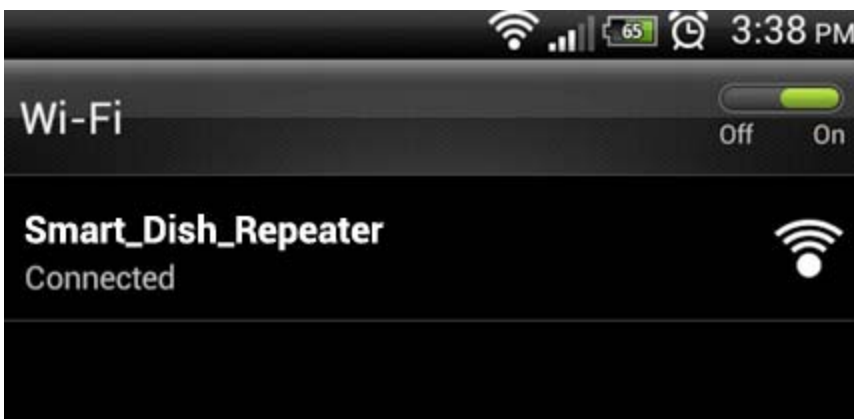 65 3:38 PM
Wi-Fi
Off On
Smart_Dish_Repeater
Connected